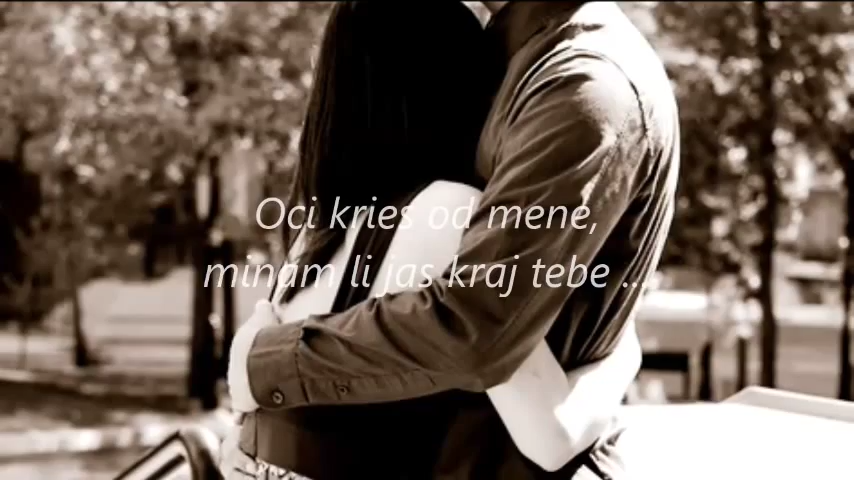 Oci kries od mene,
minam li jas kraj tebe ...